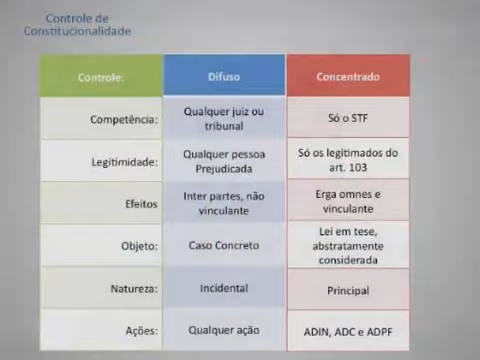 Controle de
Constitucionalidade
Controle: Difuso Concentrado
Competência: Qualquer juiz ou
tribunal Só o STF
Legitimidade: Qualquer pessoa
Prejudicada Só os legitimados do
art. 103
Efeitos Inter partes, não
vinculante Erga omnes e
vinculante
Objeto: Caso Concreto Lei em tese,
abstratamente
considerada
Natureza: Incidental Principal
Ações: Qualquer ação ADIN, ADC e ADPF